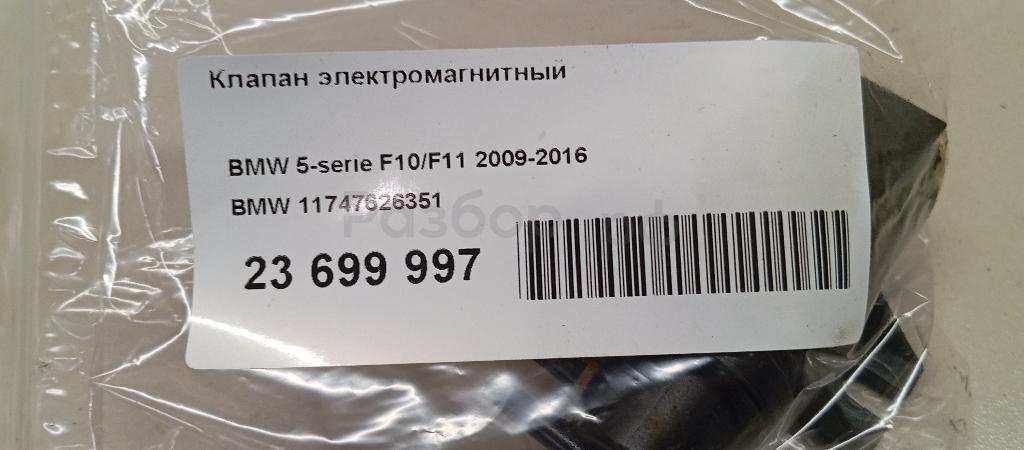 Клапан электромагнитный
BMW 5-serie F10/F11 2009-2016
BMW 11747626351
23 699 997